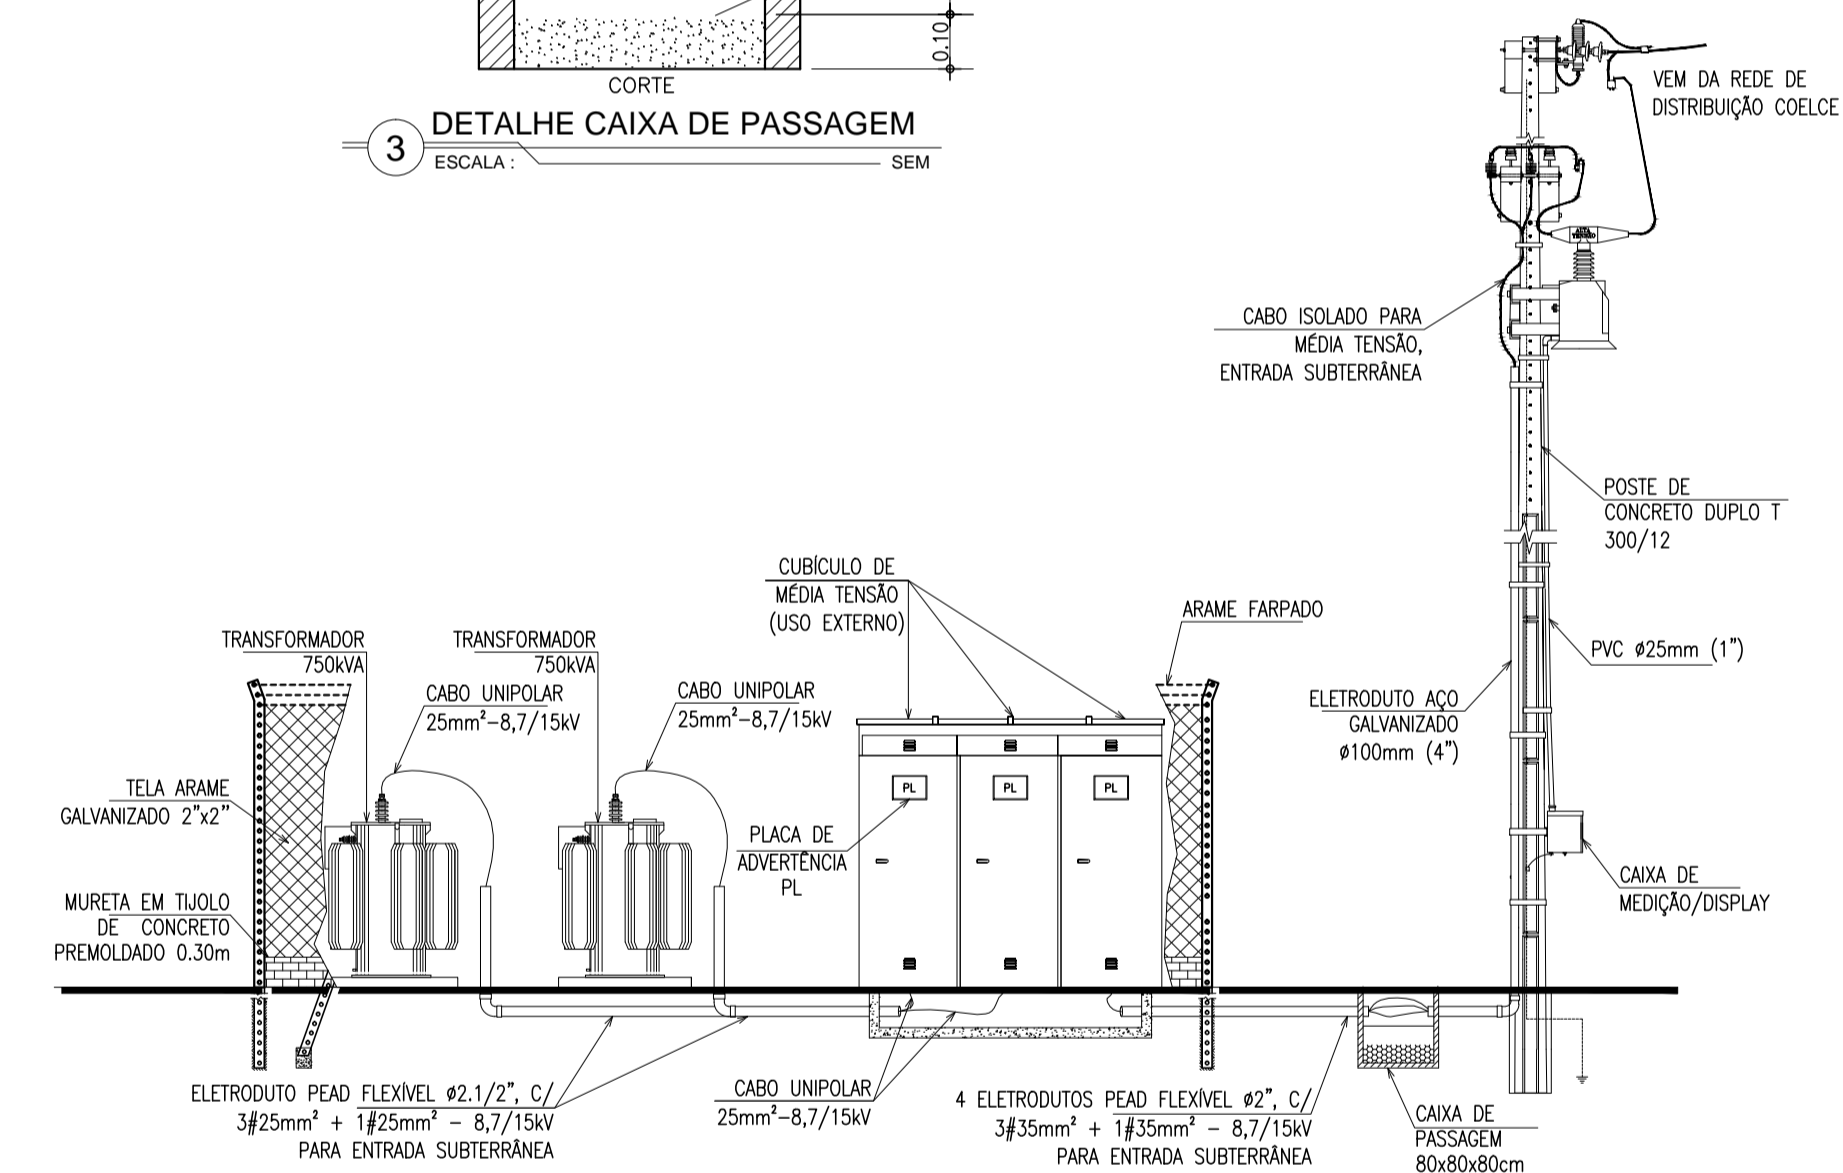 0.10
CORTE
3
DETALHE CAIXA DE PASSAGEM
ESCALA :
SEM
VEM DA REDE DE
DISTRIBUIÇÃO COELCE
ALTA
TENSÃO
CABO ISOLADO PARA
MÉDIA TENSÃO,
ENTRADA SUBTERRÂNEA
POSTE DE
CONCRETO DUPLO T
300/12
CUBÍCULO DE
MÉDIA TENSÃO
(USO EXTERNO)
ARAME FARPADO
TRANSFORMADOR
750kVA
TRANSFORMADOR
750kVA
PVC ø25mm (1")
CABO UNIPOLAR
25mm²-8,7/15kV
CABO UNIPOLAR
25mm²-8,7/15kV
ELETRODUTO AÇO
GALVANIZADO
ø100mm (4")
TELA ARAME
GALVANIZADO 2"x2"
PL
PL
PL
PLACA DE
ADVERTÊNCIA
PL
CAIXA DE
MEDIÇÃO/DISPLAY
MURETA EM TIJOLO
DE CONCRETO
PREMOLDADO 0.30m
ELETRODUTO PEAD FLEXÍVEL ø2.1/2", C/
3#25mm² + 1#25mm² - 8,7/15kV
PARA ENTRADA SUBTERRÂNEA
CABO UNIPOLAR
25mm²-8,7/15kV
4 ELETRODUTOS PEAD FLEXÍVEL ø2", C/
3#35mm² + 1#35mm² - 8,7/15kV
PARA ENTRADA SUBTERRÂNEA
CAIXA DE
PASSAGEM
80x80x80cm